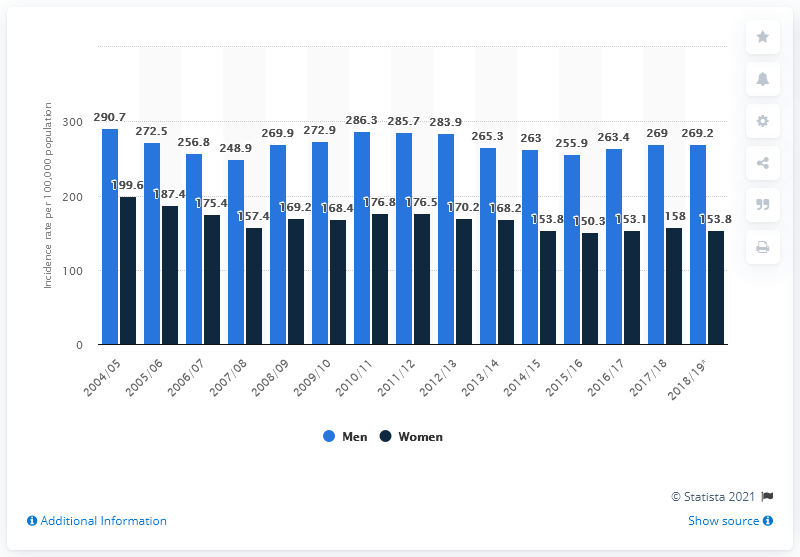 Incidence rate per 100,000 population
300
200
100
0
290.7 272.5 256.8 248.9 269.9 272.9 286.3 285.7 283.9 265.3 263 255.9 263.4 269 269.2
199.6 187.4 175.4 157.4 169.2 168.4 176.8 176.5 170.2 168.2 153.8 150.3 153.1 158 153.8
2004/05 2005/06 2006/07 2007/08 2008/09 2009/10 2010/11 2011/12 2012/13 2013/14 2014/15 2015/16 2016/17 2017/18 2018/19*
Men Women
© Statista 2021
Additional Information
Show source